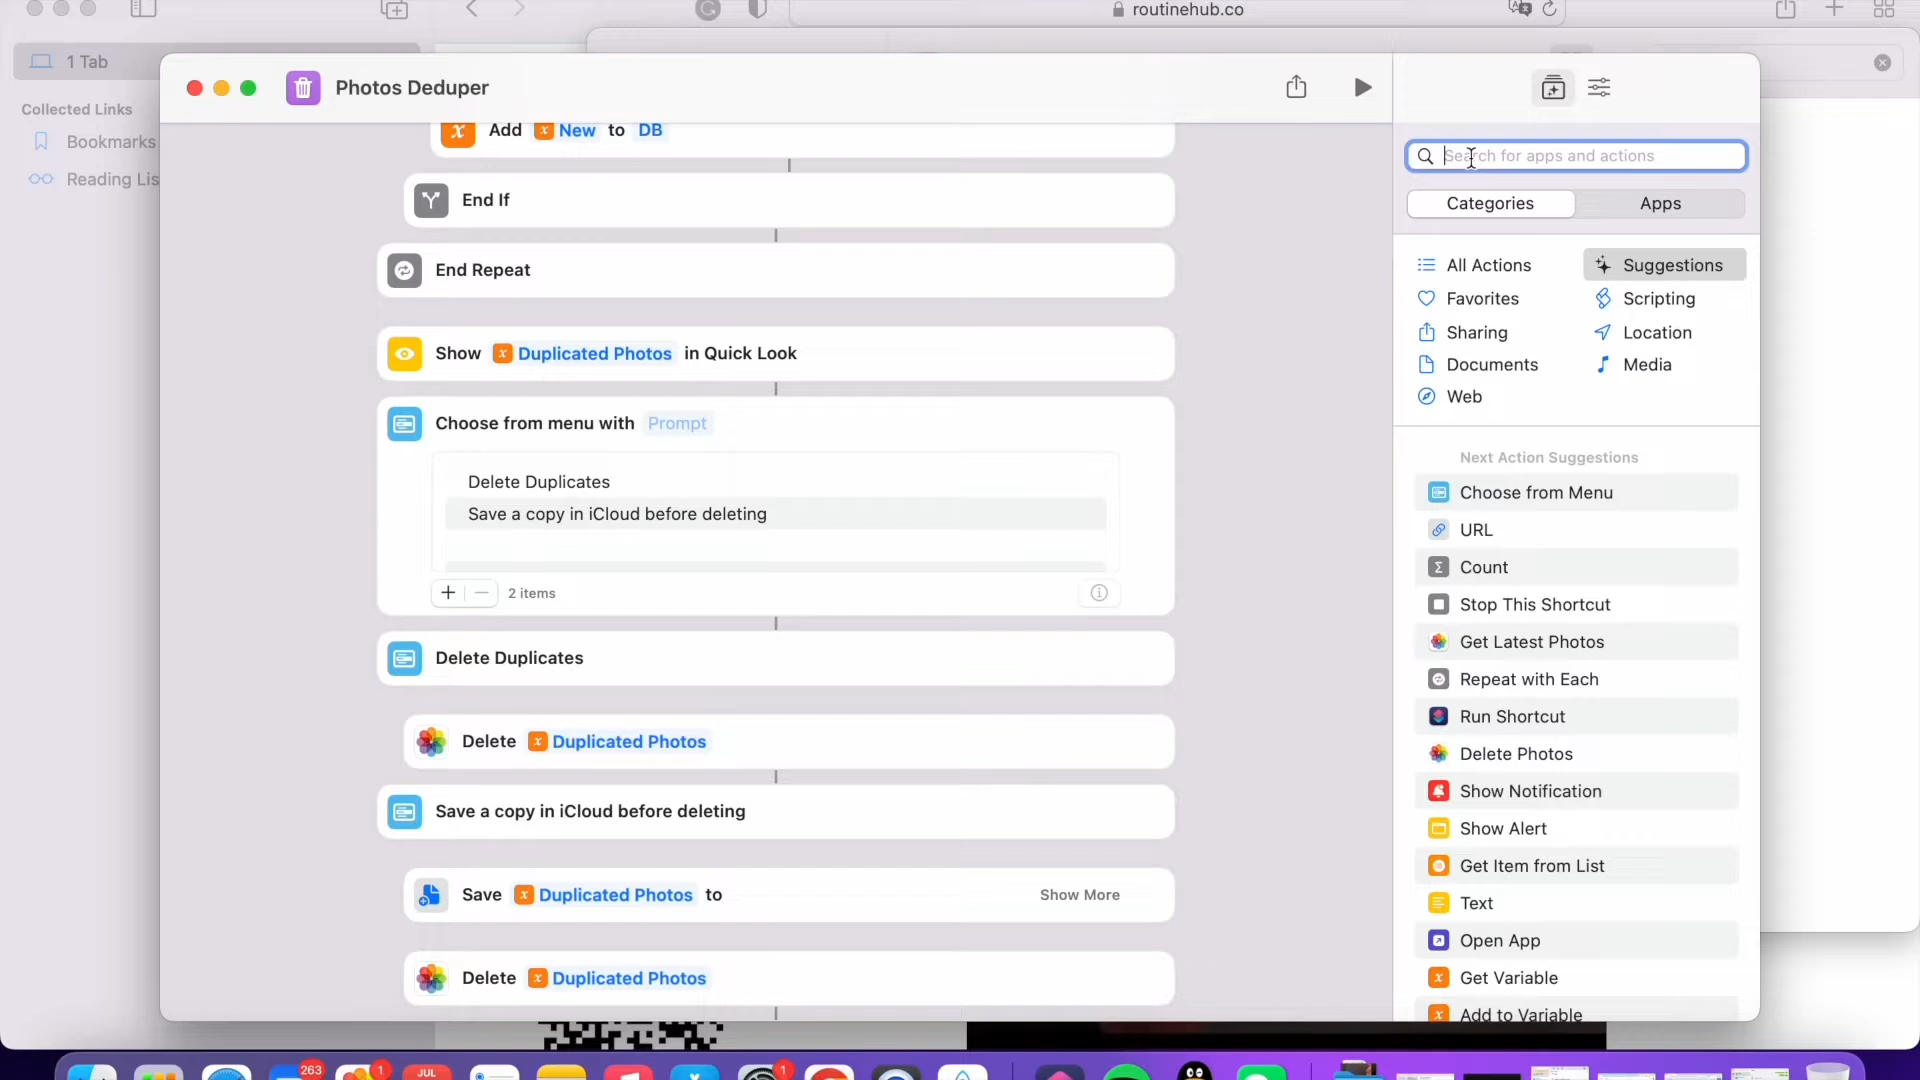 routinehub.co
1 Tab
Photos Deduper
Collected Links
Bookmarks
Reading Lis
Add New to DB
End If
End Repeat
Show Duplicated Photos in Quick Look
Choose from menu with Prompt
Delete Duplicates
Save a copy in iCloud before deleting
2 items
Delete Duplicates
Delete Duplicated Photos
Save a copy in iCloud before deleting
Save Duplicated Photos to Show More
Delete Duplicated Photos
Search for apps and actions
Categories Apps
All Actions Suggestions
Favorites Scripting
Sharing Location
Documents Media
Web
Next Action Suggestions
Choose from Menu
URL
Count
Stop This Shortcut
Get Latest Photos
Repeat with Each
Run Shortcut
Delete Photos
Show Notification
Show Alert
Get Item from List
Text
Open App
Get Variable
Add to Variable
263
1
JUL
1